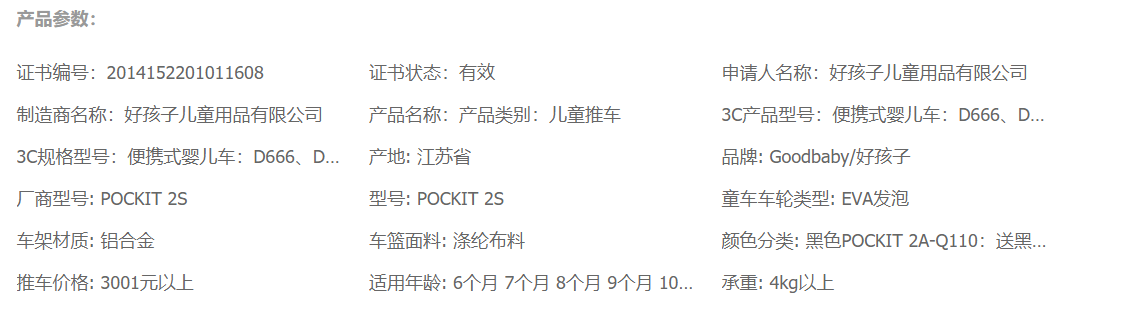 产品参数：
证书编号：2014152201011608 证书状态：有效 申请人名称：好孩子儿童用品有限公司
制造商名称：好孩子儿童用品有限公司 产品名称：产品类别：儿童推车 3C产品型号：便携式婴儿车：D666、D...
3C规格型号：便携式婴儿车：D666、D... 产地: 江苏省 品牌: Goodbaby/好孩子
厂商型号: POCKIT 2S 型号: POCKIT 2S 童车车轮类型: EVA发泡
车架材质: 铝合金 车篮面料: 涤纶布料 颜色分类: 黑色POCKIT 2A-Q110：送黑...
推车价格: 3001元以上 适用年龄: 6个月 7个月 8个月 9个月 10... 承重: 4kg以上